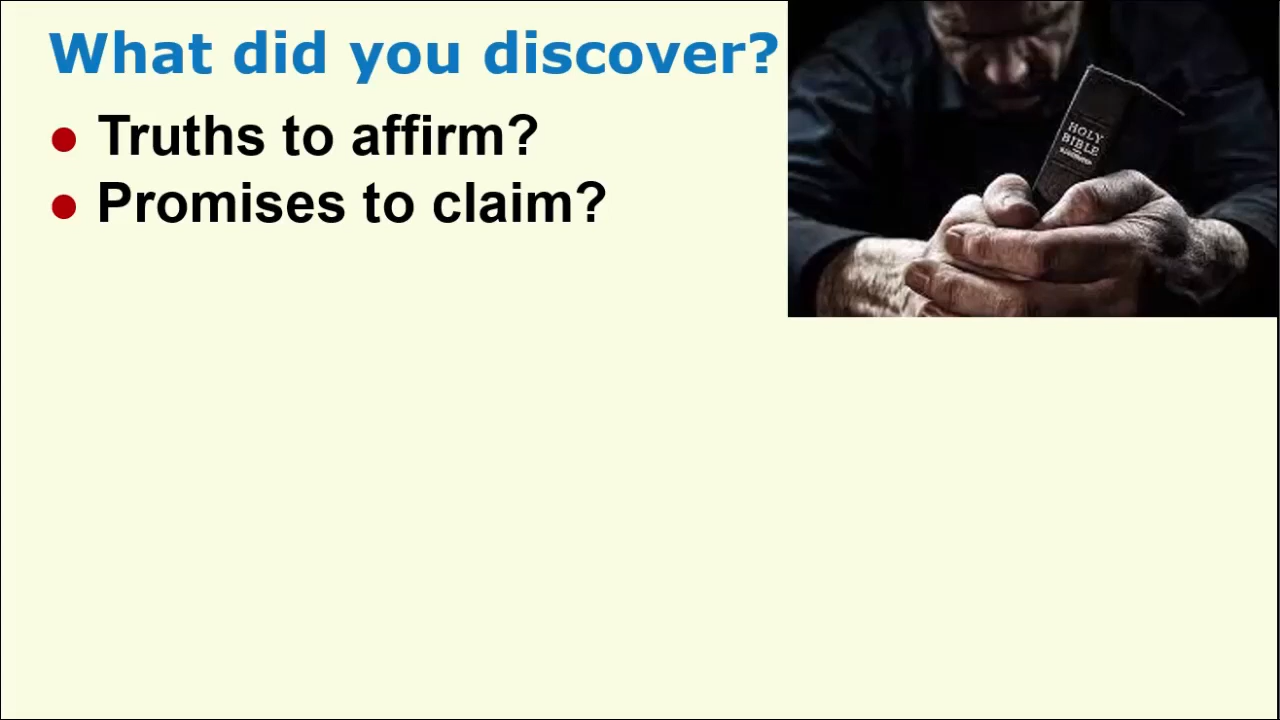 What did you discover?
● Truths to affirm?
● Promises to claim?
HOLY
BIBLE